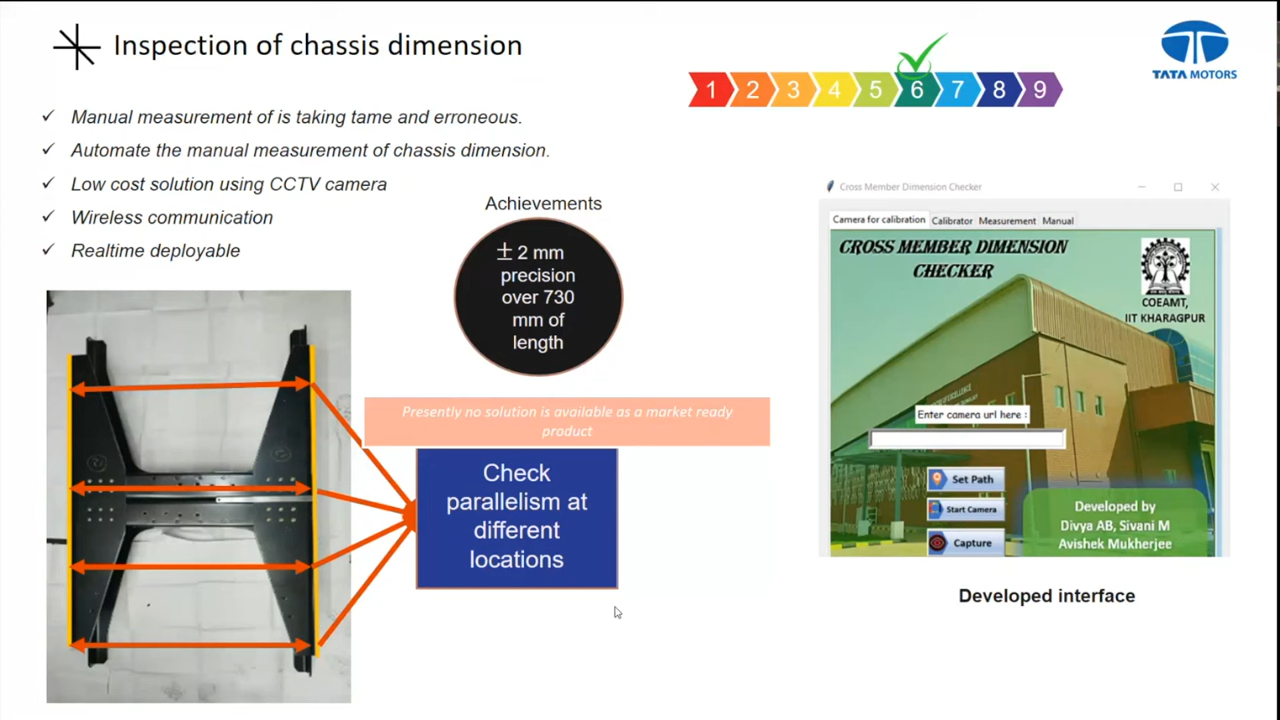 Inspection of chassis dimension
TATA MOTORS
1 2 3 4 5 6 7 8 9
Manual measurement of is taking tame and erroneous.
Automate the manual measurement of chassis dimension.
Low cost solution using CCTV camera
Wireless communication
Realtime deployable
Achievements
± 2 mm
precision
over 730
mm of
length
Presently no solution is available as a market ready
product
Check
parallelism at
different
locations
Cross Member Dimension Checker
Camera for calibration Calibrator Measurement Manual
CROSS MEMBER DIMENSION
CHECKER
COEAMT,
IIT KHARAGPUR
Enter camera url here :
Set Path
Start Camera
Capture
Developed by
Divya AB, Sivani M
Avishek Mukherjee
Developed interface